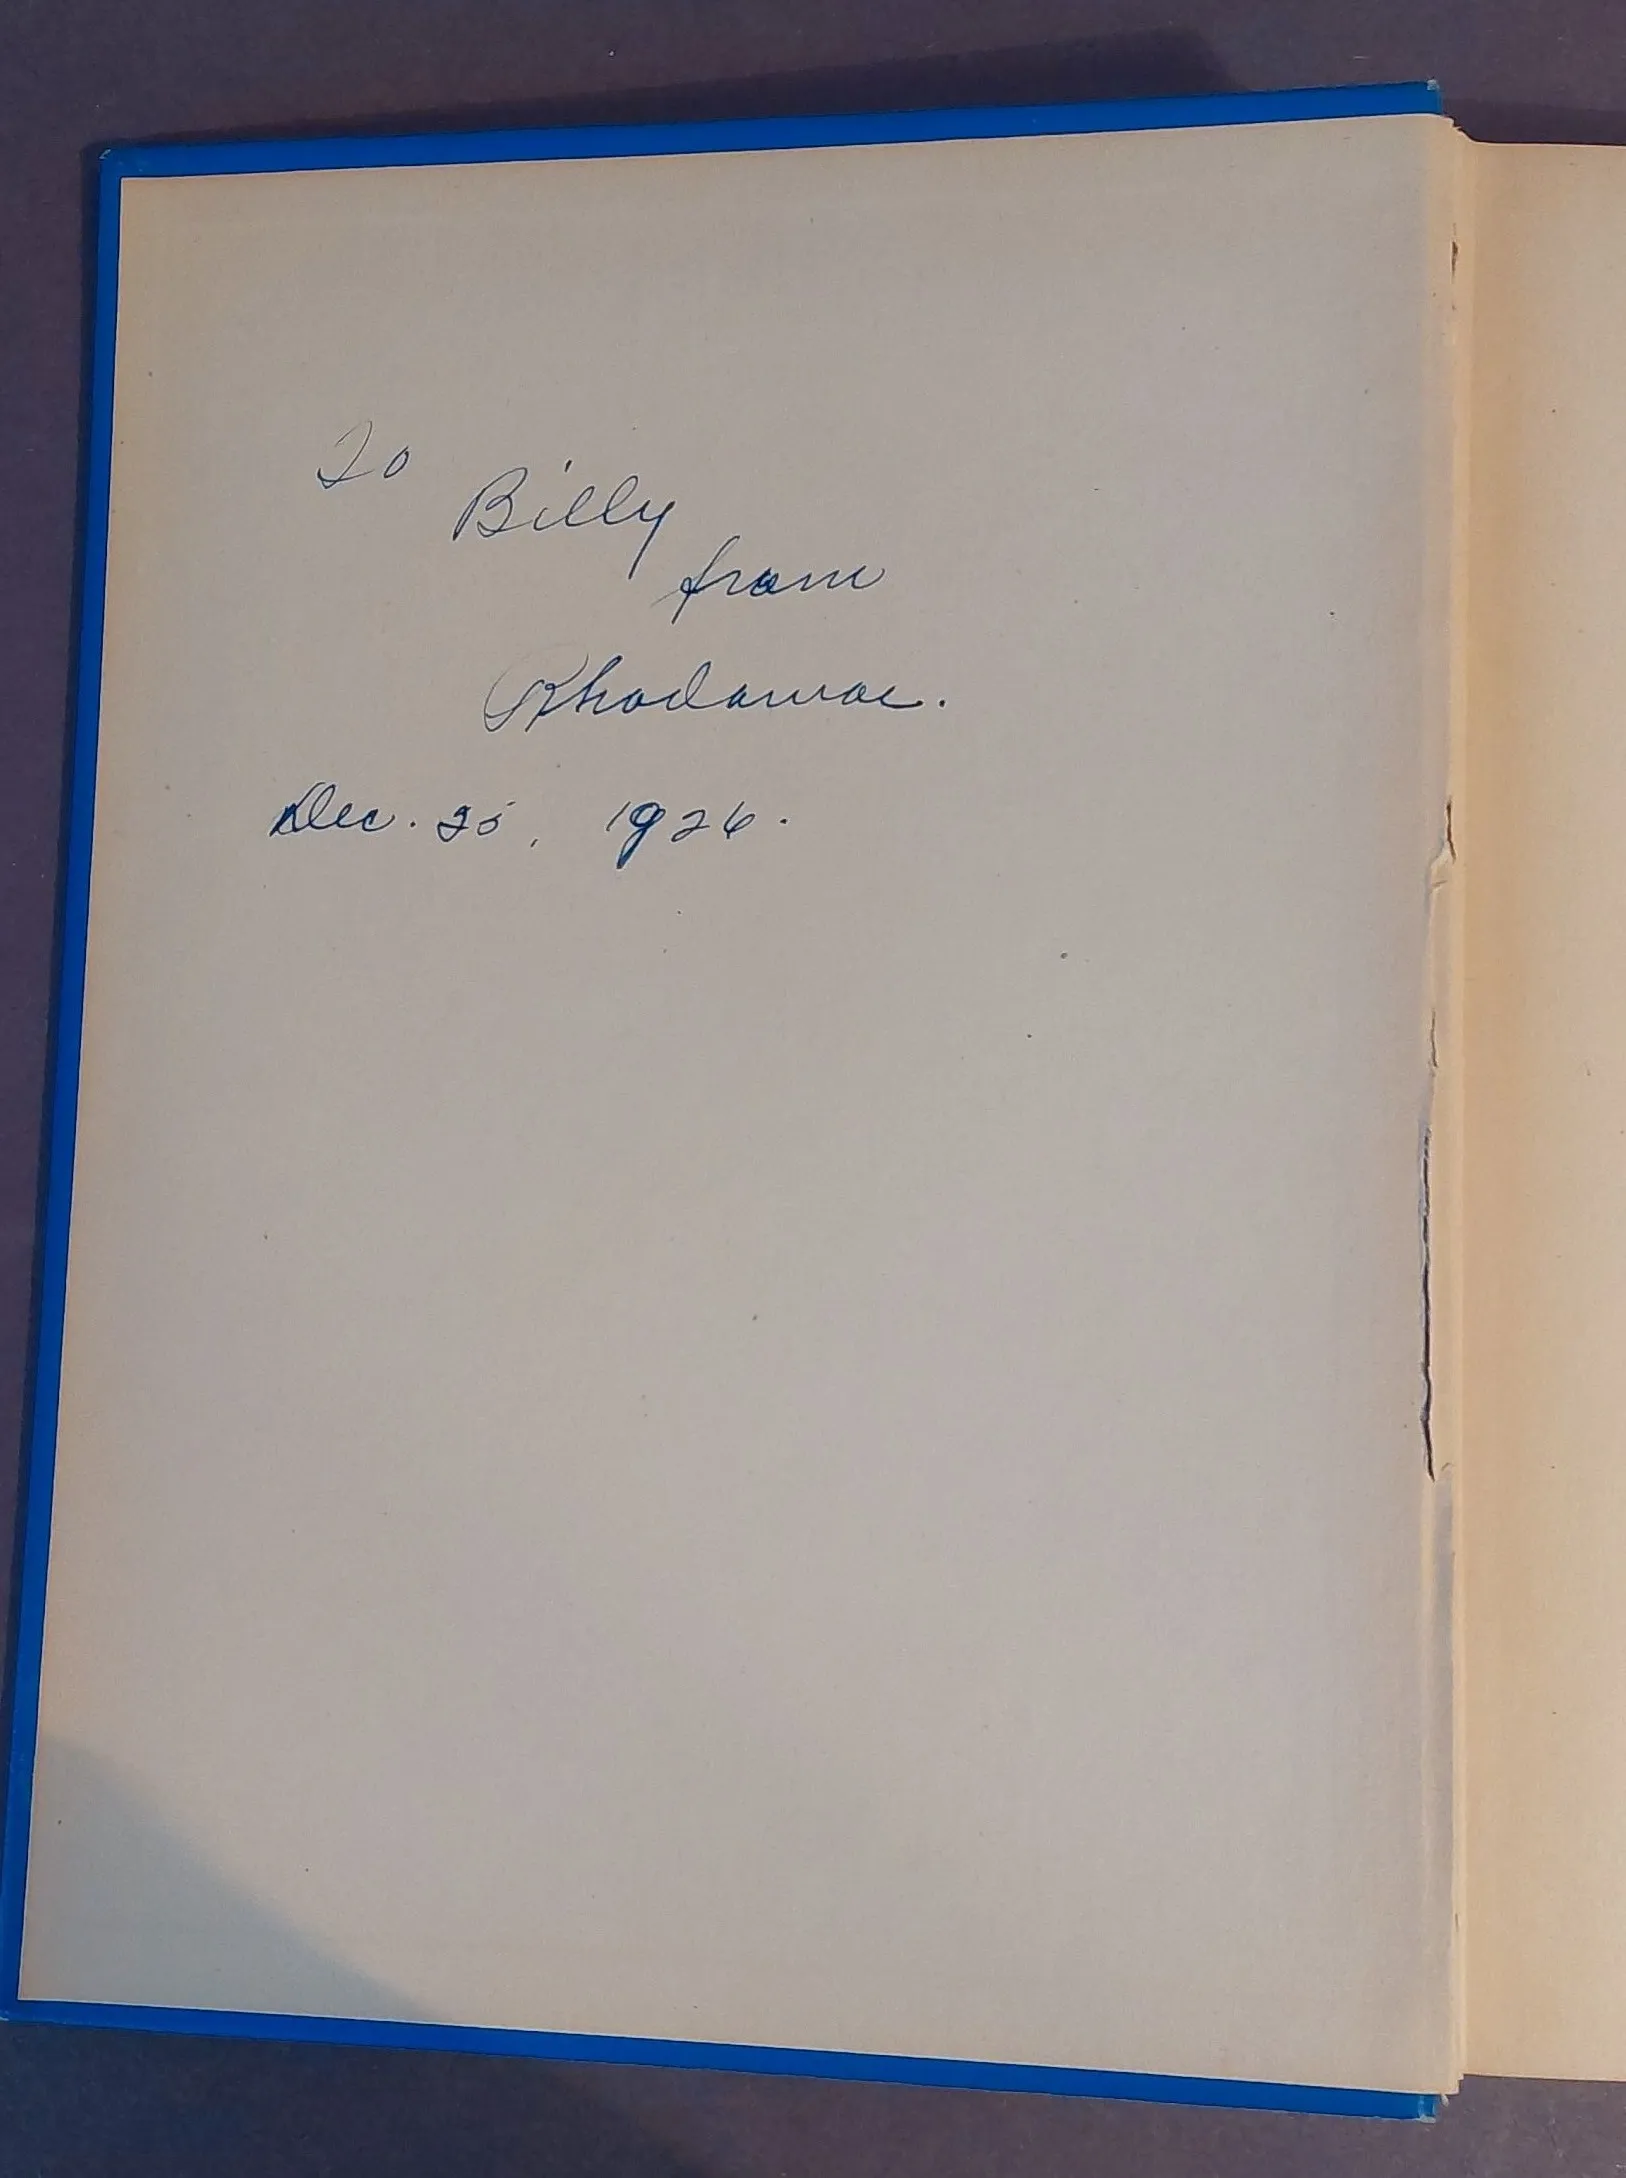 To
Billy
from
Rhodamae.
Dec. 25, 1926.